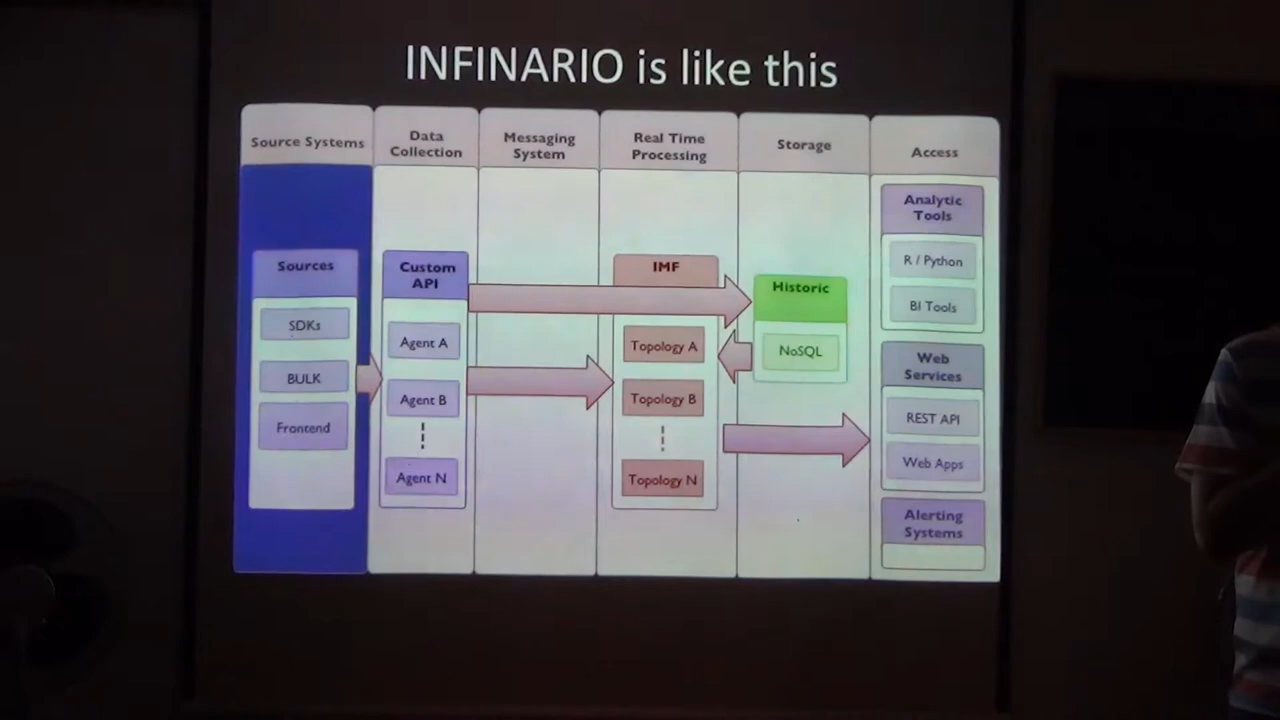 INFINARIO is like this
Source Systems
Data
Collection
Messaging
System
Real Time
Processing
Storage
Access
Sources
SDKs
BULK
Frontend
Custom
API
Agent A
Agent B
Agent N
IMF
Topology A
Topology B
Topology N
Historic
NoSQL
Analytic
Tools
R / Python
BI Tools
Web
Services
REST API
Web Apps
Alerting
Systems